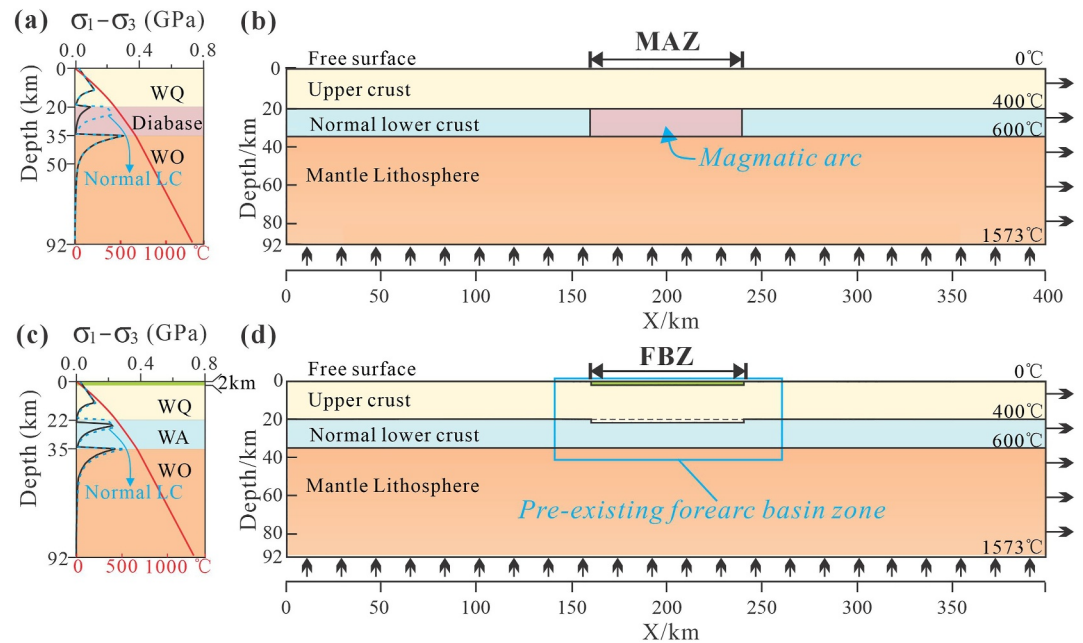 (a)
σ1−σ3 (GPa)
0.0 0.4 0.8
0
20
35
50
92
Depth (km)
WQ
Diabase
WO
Normal LC
0 500 1000 ℃
(b)
MAZ
Free surface
0℃
Upper crust
400℃
Normal lower crust
600℃
Magmatic arc
Mantle Lithosphere
1573℃
0
20
40
60
80
92
Depth/km
0 50 100 150 200 250 300 350 400
X/km
(c)
σ1−σ3 (GPa)
0.0 0.4 0.8
0
2km
22
35
92
Depth (km)
WQ
WA
WO
Normal LC
0 500 1000 ℃
(d)
FBZ
Free surface
0℃
Upper crust
400℃
Normal lower crust
600℃
Mantle Lithosphere
Pre-existing forearc basin zone
1573℃
0
20
40
60
80
92
Depth/km
0 50 100 150 200 250 300 350
X/km